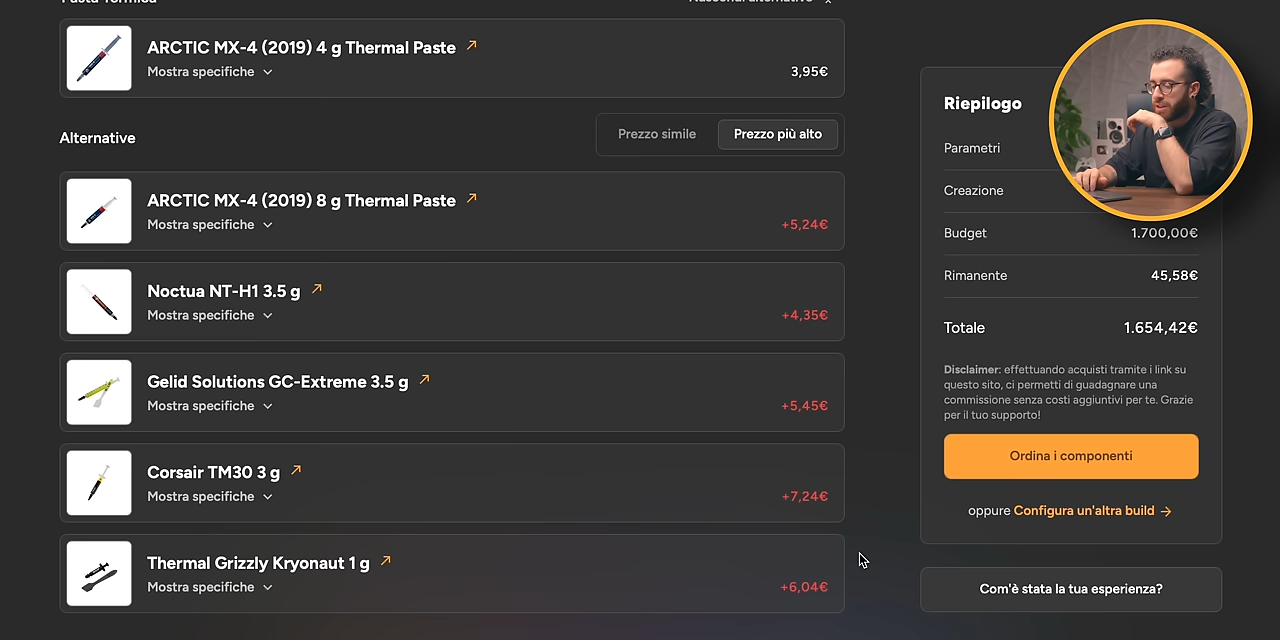 Pasta Termica
Nascondi alternative
ARCTIC MX-4 (2019) 4 g Thermal Paste
Mostra specifiche
3,95€
Alternative
Prezzo simile
Prezzo più alto
ARCTIC MX-4 (2019) 8 g Thermal Paste
Mostra specifiche
+5,24€
Noctua NT-H1 3.5 g
Mostra specifiche
+4,35€
Gelid Solutions GC-Extreme 3.5 g
Mostra specifiche
+5,45€
Corsair TM30 3 g
Mostra specifiche
+7,24€
Thermal Grizzly Kryonaut 1 g
Mostra specifiche
+6,04€
Riepilogo
Parametri
Creazione
Budget 1.700,00€
Rimanente 45,58€
Totale 1.654,42€
Disclaimer: effettuando acquisti tramite i link su
questo sito, ci permetti di guadagnare una
commissione senza costi aggiuntivi per te. Grazie
per il tuo supporto!
Ordina i componenti
oppure Configura un'altra build →
Com'è stata la tua esperienza?